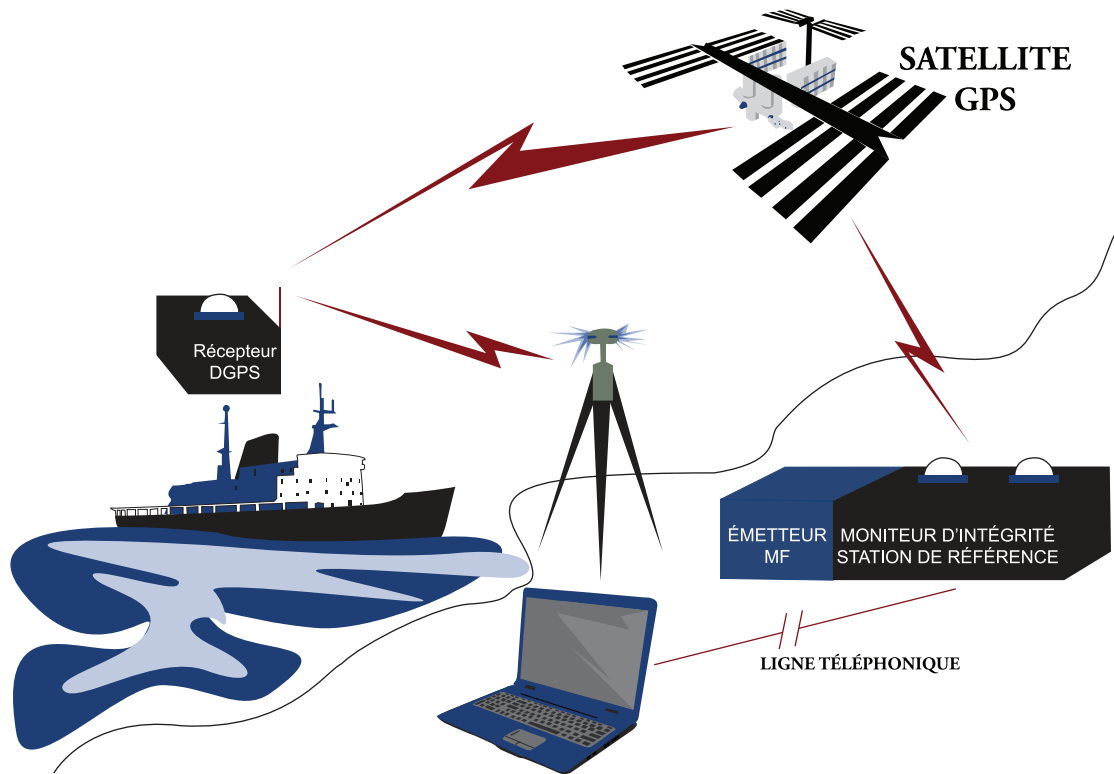 SATELLITE
GPS
Récepteur
DGPS
ÉMETTEUR
MF
MONITEUR D'INTÉGRITÉ
STATION DE RÉFÉRENCE
LIGNE TÉLÉPHONIQUE